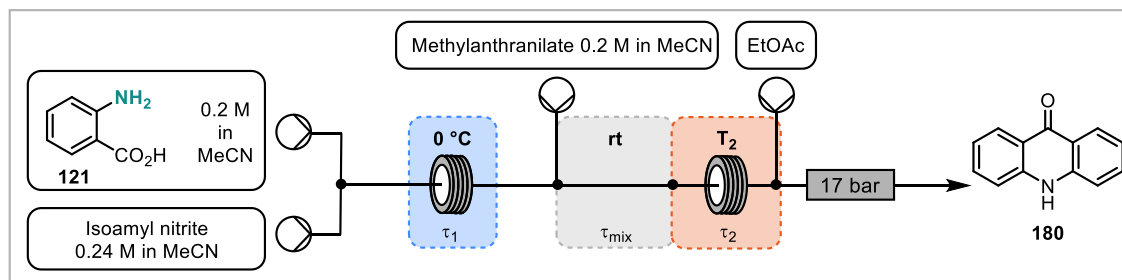 Methylanthranilate 0.2 M in MeCN
EtOAc
NH2
CO2H
121
0.2 M
in
MeCN
0 °C
rt
T2
Isoamyl nitrite
0.24 M in MeCN
τ1
τmix
τ2
17 bar
O
N
H
180